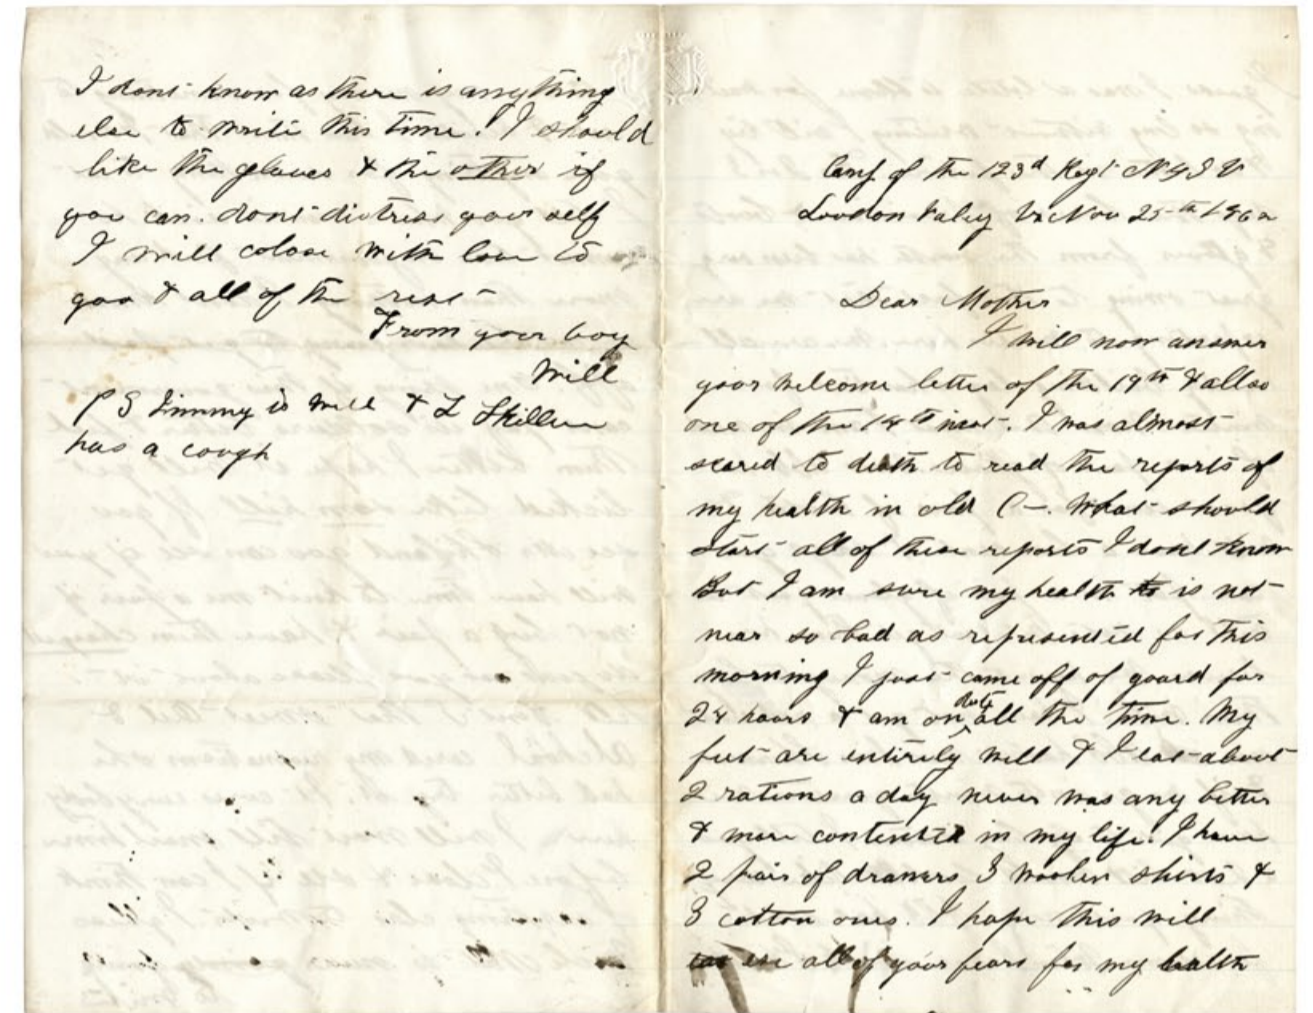 I dont know as there is anything
else to write this time! I should
like the gloves & the other if
you can. dont distress your self
I will colose with love to
you & all of the rest
From your boy
Will
P S Jimmy is well & L Skillen
has a cough
Camp of the 123d Regt N Y S V
Loudon Valey Va Nov 25th 1862
Dear Mother
I will now answer
your welcome letter of the 19th & allso
one of the 14th inst. I was almost
scared to death to read the reports of
my health in old C—. What should
start all of these reports I dont know
But I am sure my health is not
near so bad as represented for this
morning I just came off of guard for
24 hours & am on duty all the time. My
feet are entirely well & I eat about
2 rations a day never was any better
& more contented in my life. I have
2 pair of drawers 3 woolen shirts &
3 cotton ones. I hope this will
ese all of your fears for my health